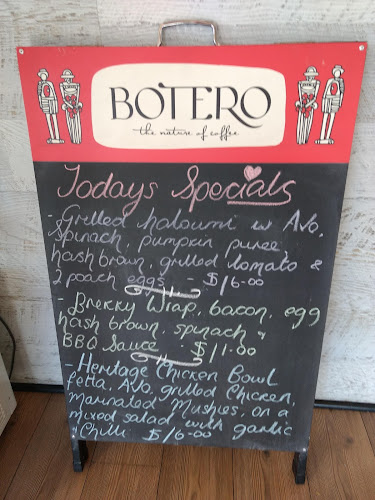 BOTERO
the nature of coffee
Todays Specials
- Grilled haloumi w Avo,
spinach, pumpkin puree,
hash brown, grilled tomato &
2 poach eggs - $16.00
- Brekky Wrap, bacon, egg
hash brown, spinach &
BBQ Sauce - $11.00
- Heritage Chicken Bowl
fetta, Avo, grilled Chicken,
marinated Mushies, on a
mixed salad with garlic
Chilli $16.00